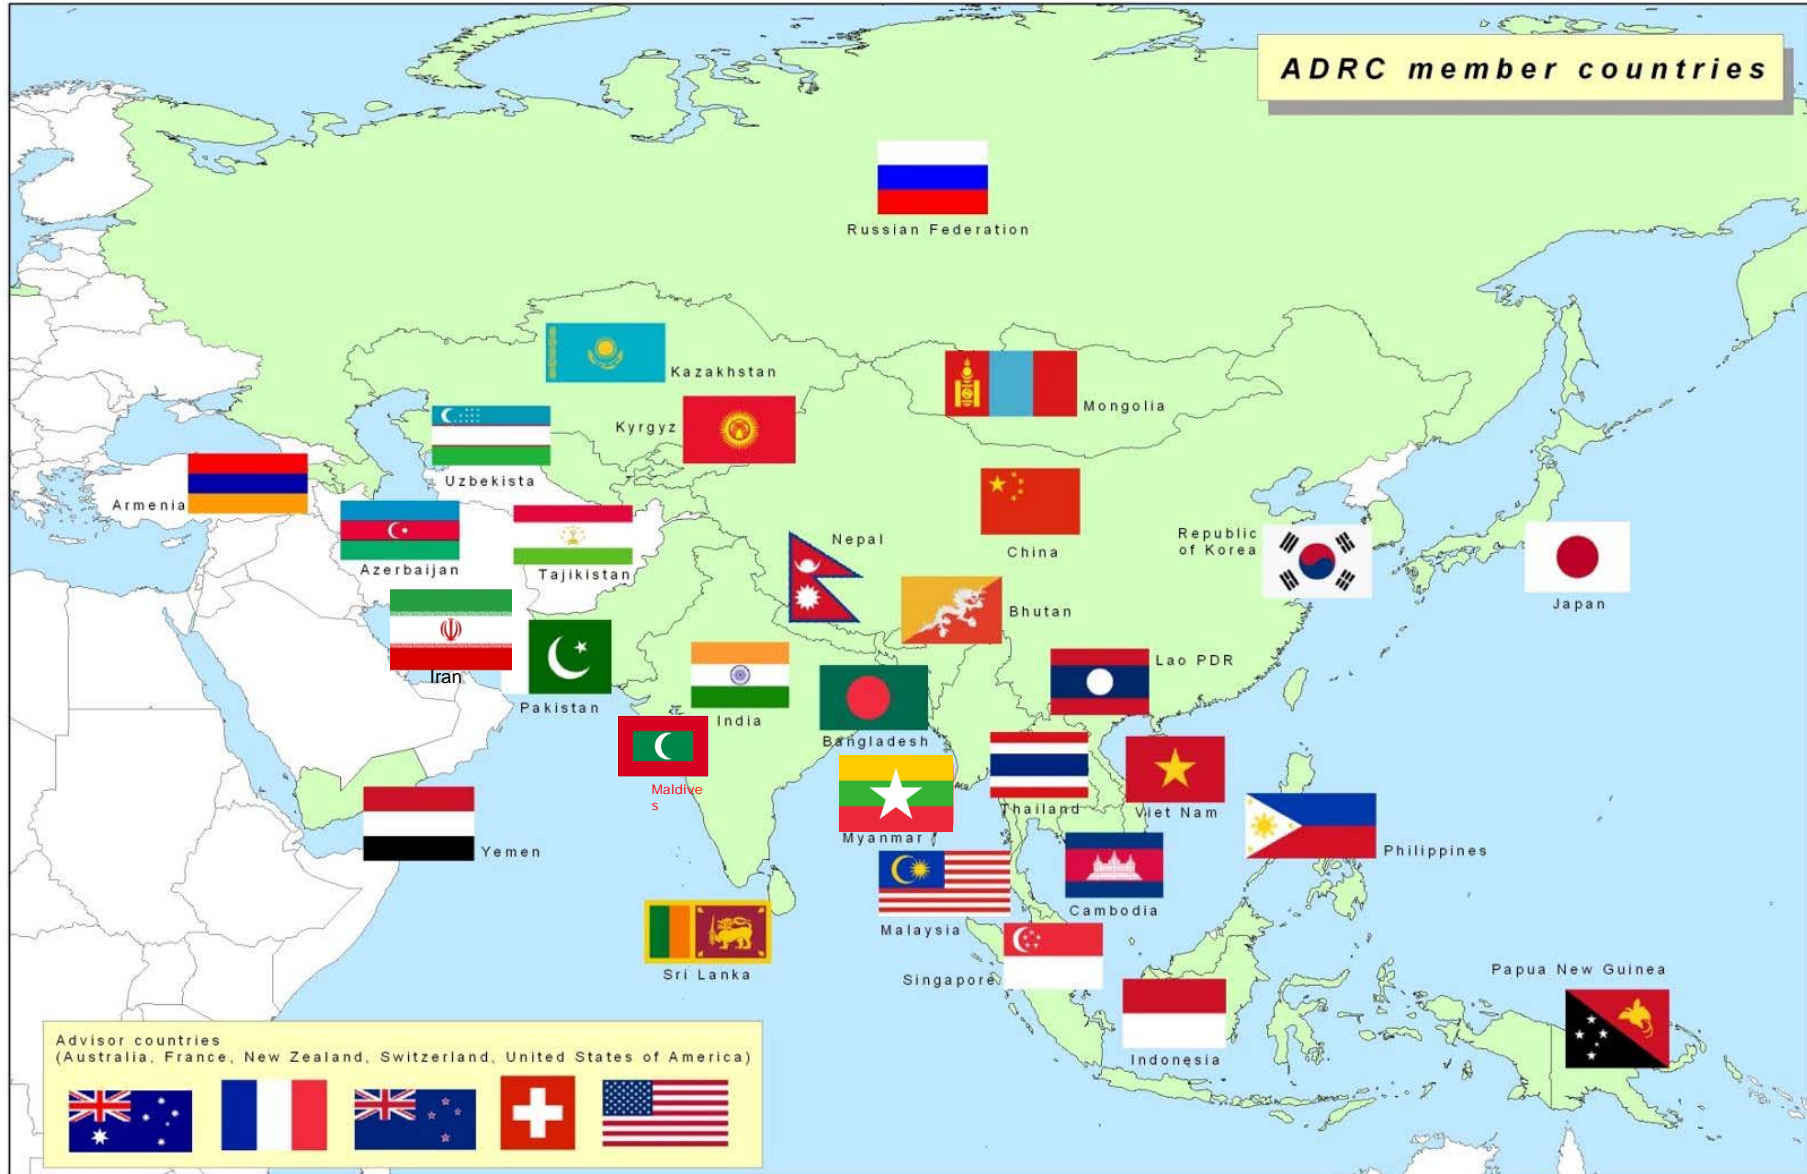 ADRC member countries
Russian Federation
Kazakhstan
Mongolia
Kyrgyz
Uzbekista
Armenia
Azerbaijan
Tajikistan
Nepal
China
Republic
of Korea
Japan
Bhutan
Iran
Pakistan
India
Lao PDR
Bangladesh
Maldive
s
Thailand
Viet Nam
Myanmar
Yemen
Philippines
Cambodia
Malaysia
Sri Lanka
Singapore
Papua New Guinea
Indonesia
Advisor countries
(Australia, France, New Zealand, Switzerland, United States of America)